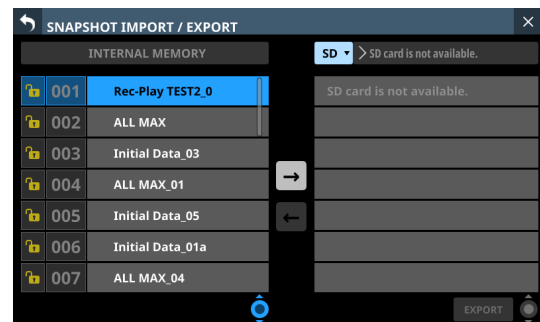 SNAPSHOT IMPORT / EXPORT
INTERNAL MEMORY
SD SD card is not available.
001 Rec-Play TEST2_0
SD card is not available.
002 ALL MAX
003 Initial Data_03
004 ALL MAX_01
005 Initial Data_05
006 Initial Data_01a
007 ALL MAX_04
EXPORT